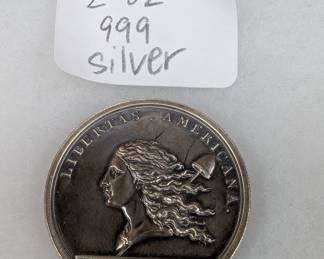 2 oz
999
silver
LIBERTAS . AMERICANA.